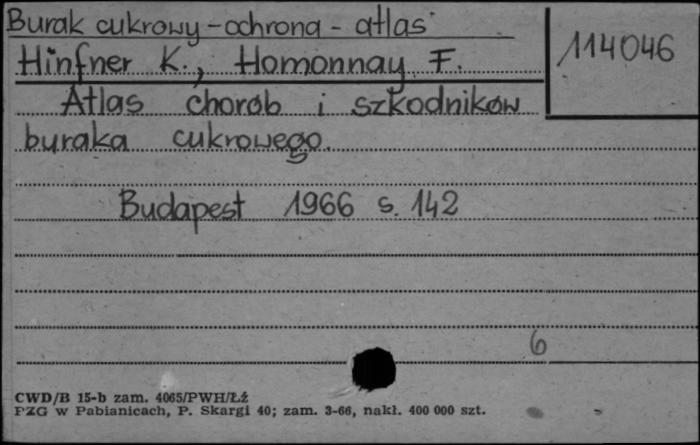 Burak cukrowy - ochrona - atlas
114046
Hinfner K., Homonnay F.
Atlas chorób i szkodników
buraka cukrowego.
Budapest 1966 s. 142
6
CWD/B 15-b zam. 4065/PWH/Łź
PZG w Pabianicach, P. Skargi 40; zam. 3-66, nakł. 400 000 szt.